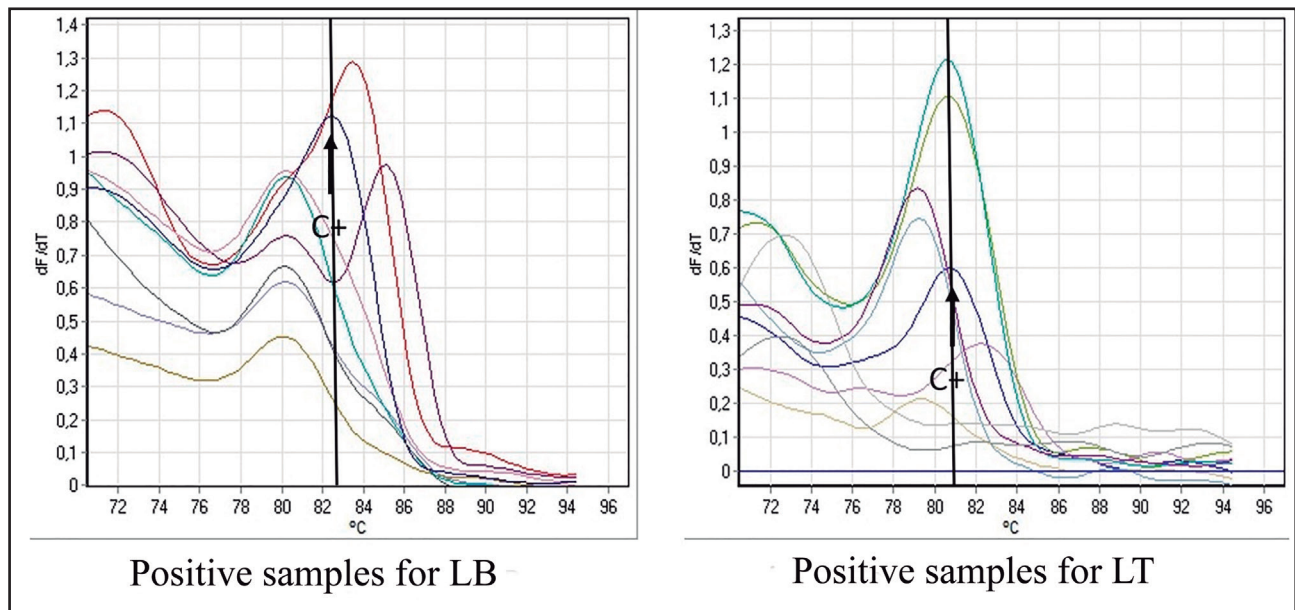 1,4
1,3
1,2
1,1
1
0,9
0,8
0,7
0,6
0,5
0,4
0,3
0,2
0,1
0
dF/dT
C+
72 74 76 78 80 82 84 86 88 90 92 94 96
°C
Positive samples for LB
1,3
1,2
1,1
1
0,9
0,8
0,7
0,6
0,5
0,4
0,3
0,2
0,1
0
dF/dT
C+
72 74 76 78 80 82 84 86 88 90 92 94 96
°C
Positive samples for LT